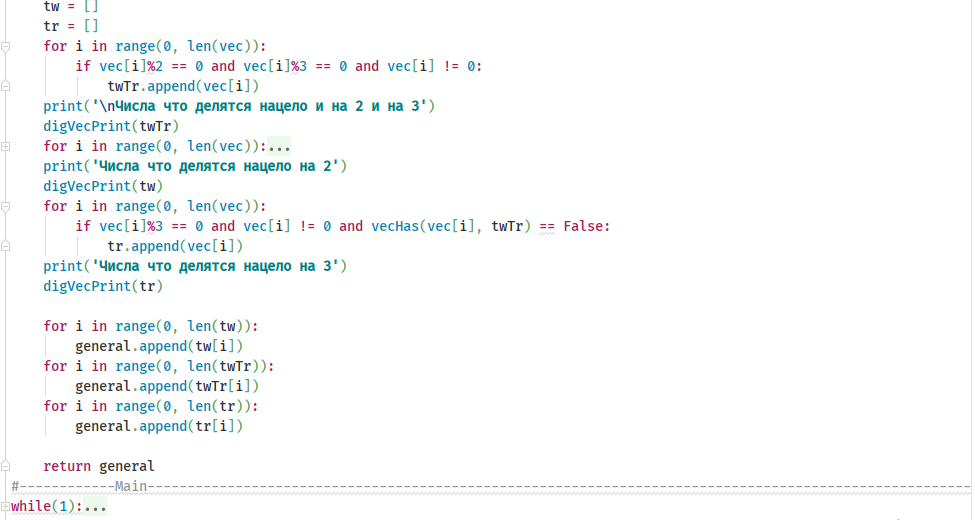 tw = []
    tr = []
    for i in range(0, len(vec)):
        if vec[i]%2 == 0 and vec[i]%3 == 0 and vec[i] != 0:
            twTr.append(vec[i])
    print('\nЧисла что делятся нацело и на 2 и на 3')
    digVecPrint(twTr)
    for i in range(0, len(vec)):...
    print('Числа что делятся нацело на 2')
    digVecPrint(tw)
    for i in range(0, len(vec)):
        if vec[i]%3 == 0 and vec[i] != 0 and vecHas(vec[i], twTr) == False:
            tr.append(vec[i])
    print('Числа что делятся нацело на 3')
    digVecPrint(tr)

    for i in range(0, len(tw)):
        general.append(tw[i])
    for i in range(0, len(twTr)):
        general.append(twTr[i])
    for i in range(0, len(tr)):
        general.append(tr[i])

    return general
#------------Main-------------------------------------------------------------------------------------------------------
while(1):...